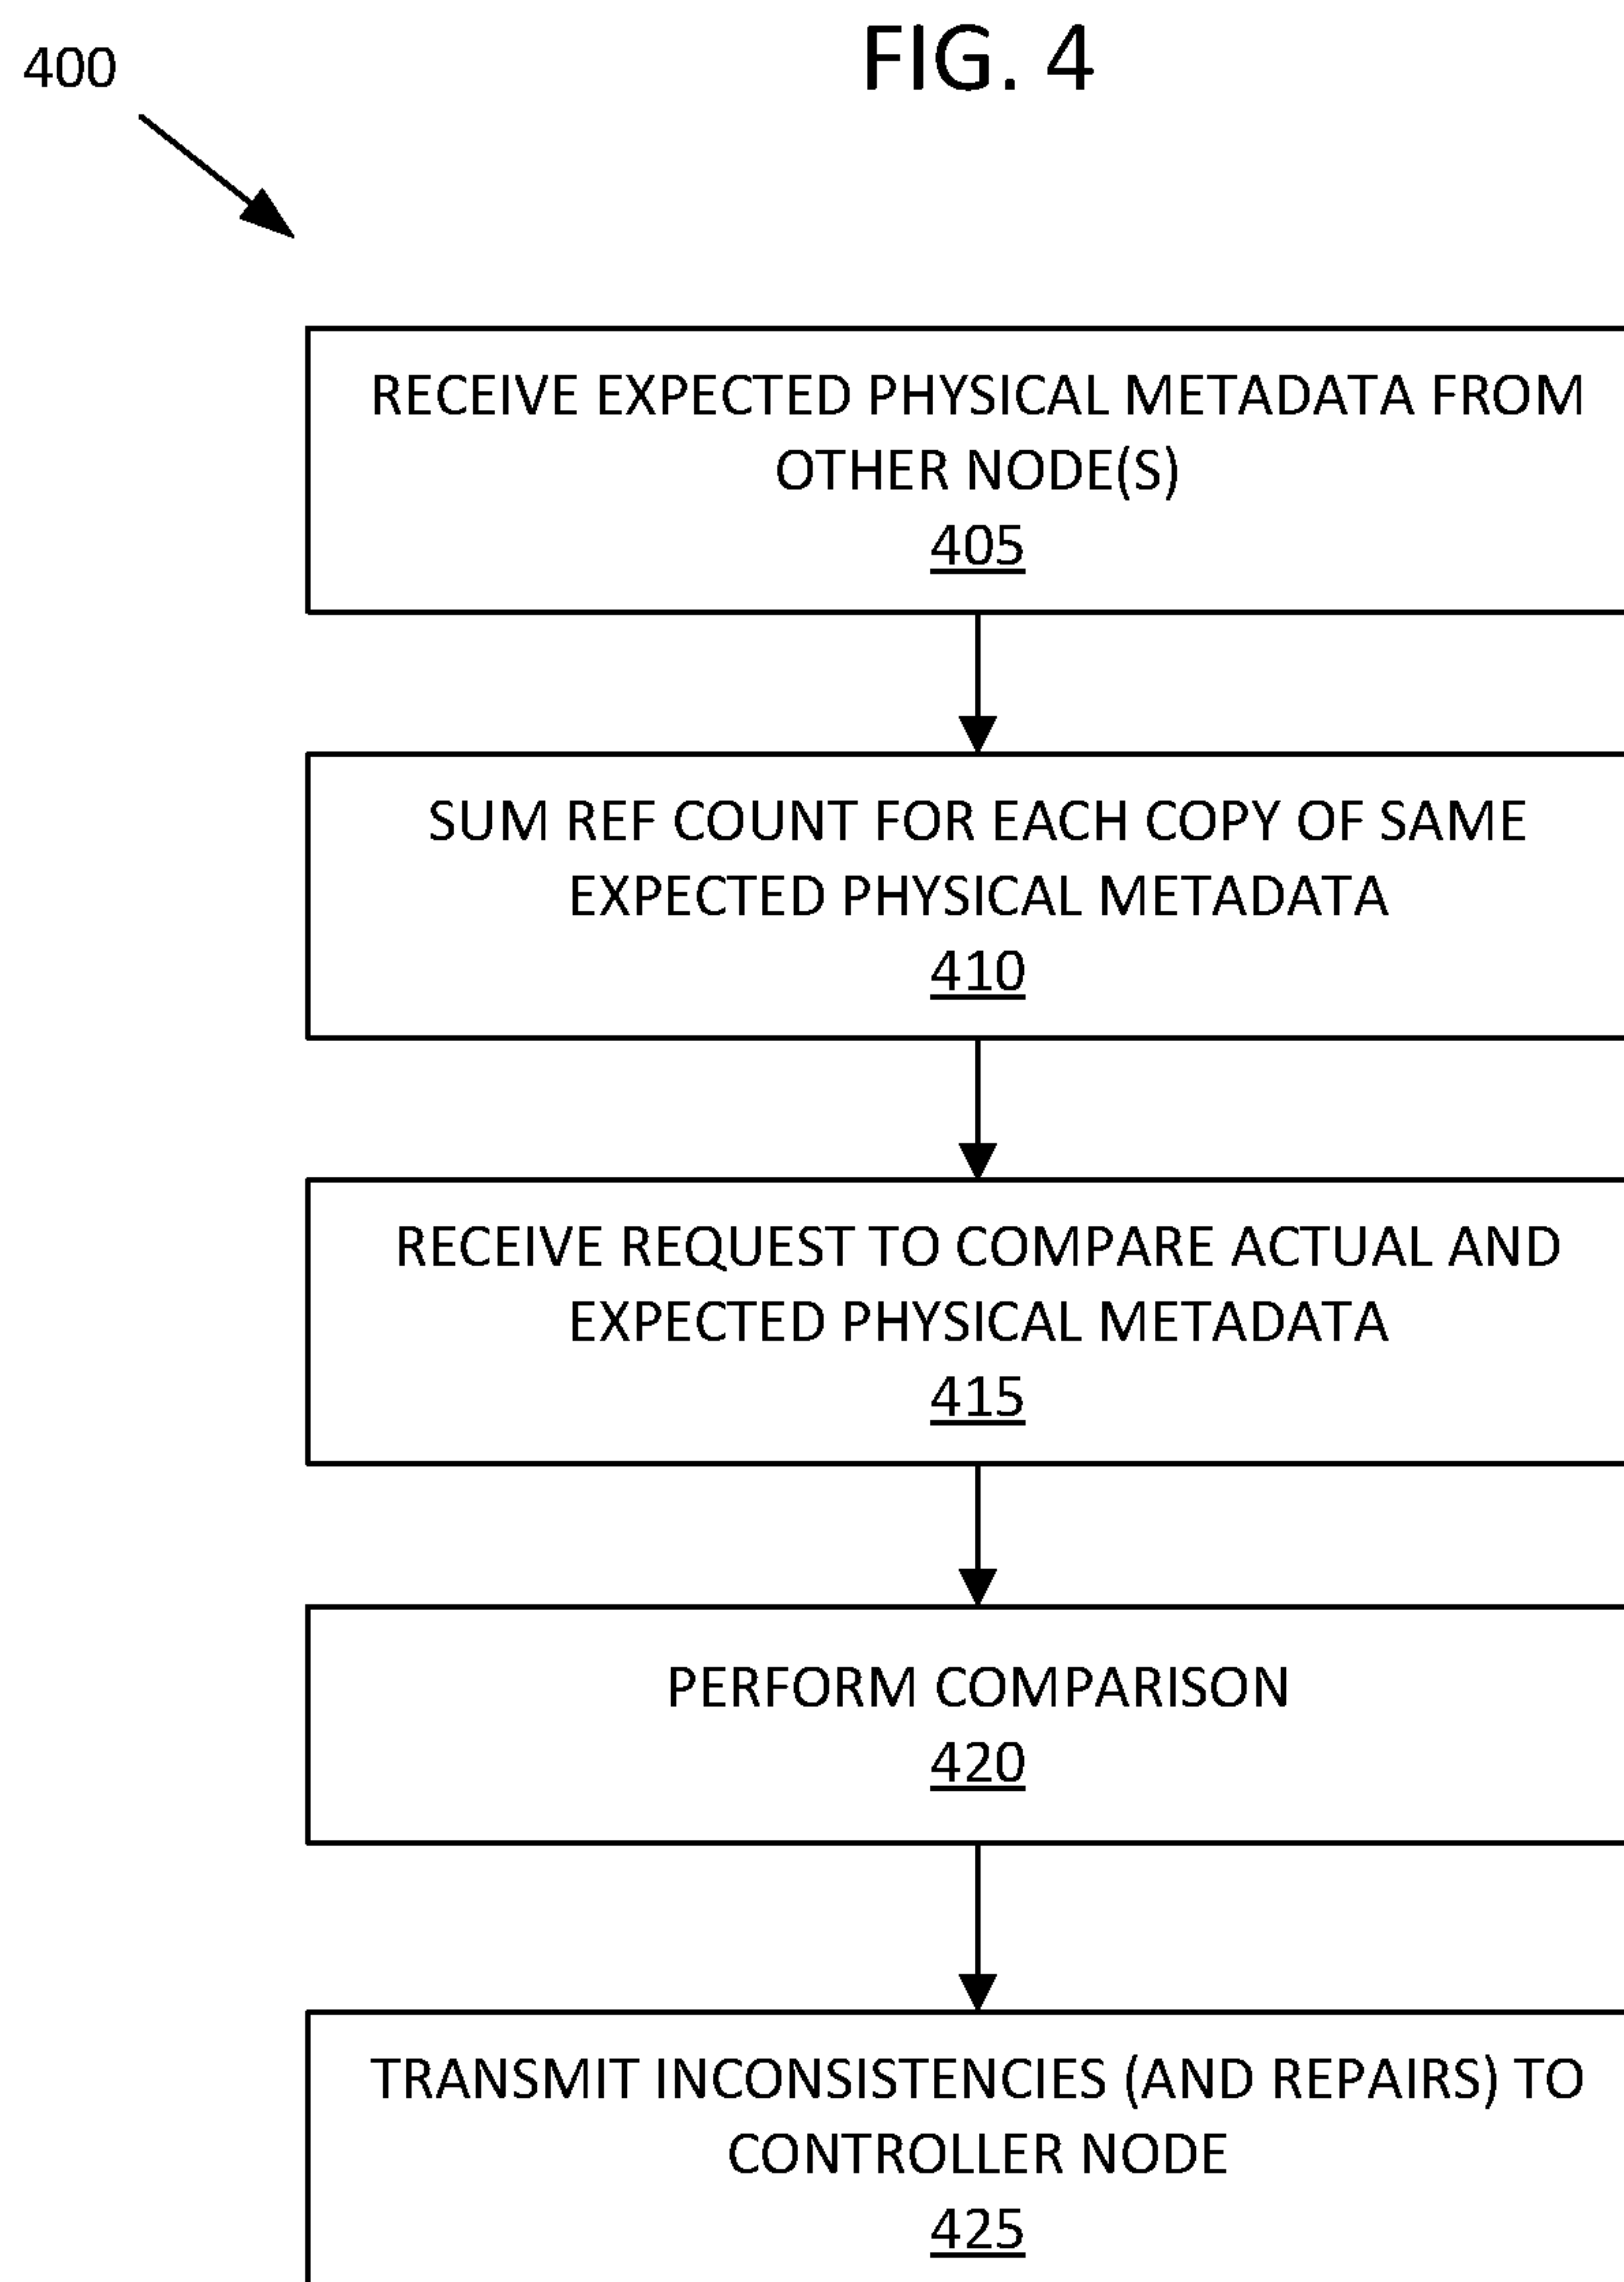 FIG. 4
400
RECEIVE EXPECTED PHYSICAL METADATA FROM
OTHER NODE(S)
405
SUM REF COUNT FOR EACH COPY OF SAME
EXPECTED PHYSICAL METADATA
410
RECEIVE REQUEST TO COMPARE ACTUAL AND
EXPECTED PHYSICAL METADATA
415
PERFORM COMPARISON
420
TRANSMIT INCONSISTENCIES (AND REPAIRS) TO
CONTROLLER NODE
425